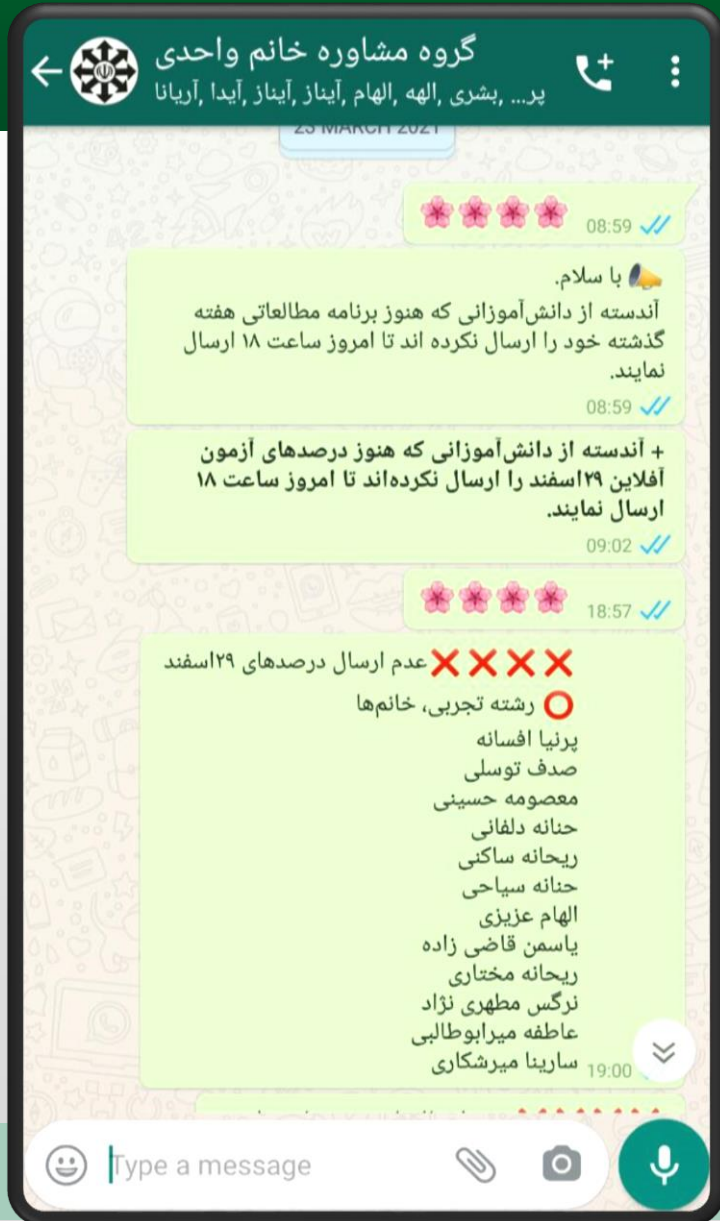 گروه مشاوره خانم واحدی
پر... ,بشری ,الهه ,الهام ,آیناز ,آیناز ,آیدا ,آریانا
23 MARCH 2021
08:59
با سلام.
آندسته از دانش‌آموزانی که هنوز برنامه مطالعاتی هفته
گذشته خود را ارسال نکرده اند تا امروز ساعت ۱۸ ارسال
نمایند.
08:59
+ آندسته از دانش‌آموزانی که هنوز درصدهای آزمون
آفلاین ۲۹اسفند را ارسال نکرده‌اند تا امروز ساعت ۱۸
ارسال نمایند.
09:02
18:57
عدم ارسال درصدهای ۲۹اسفند
رشته تجربی، خانم‌ها
پرنیا افسانه
صدف توسلی
معصومه حسینی
حنانه دلفانی
ریحانه ساکنی
حنانه سیاحی
الهام عزیزی
یاسمن قاضی زاده
ریحانه مختاری
نرگس مطهری نژاد
عاطفه میرابوطالبی
سارینا میرشکاری
19:00
Type a message